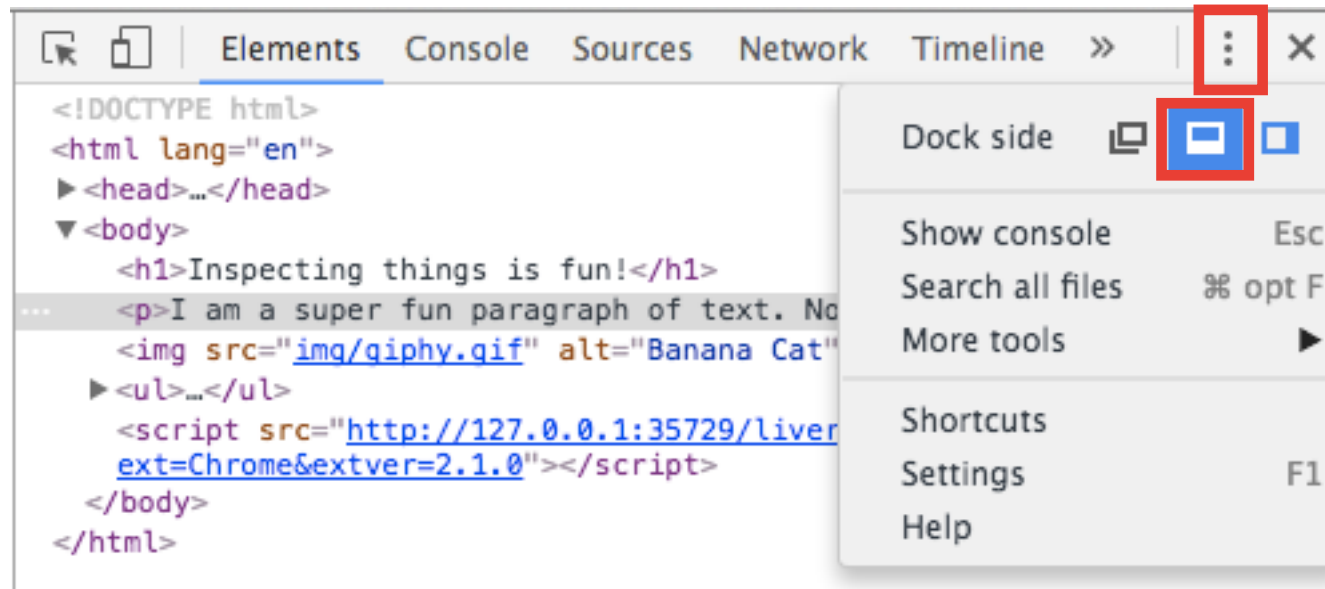 Elements Console Sources Network Timeline »
<!DOCTYPE html>
<html lang="en">
▶<head>…</head>
▼<body>
<h1>Inspecting things is fun!</h1>
<p>I am a super fun paragraph of text. No
<img src="img/giphy.gif" alt="Banana Cat"
▶<ul>…</ul>
<script src="http://127.0.0.1:35729/liver
ext=Chrome&extver=2.1.0"></script>
</body>
</html>
Dock side
Show console Esc
Search all files ⌘ opt F
More tools ▶
Shortcuts
Settings F1
Help